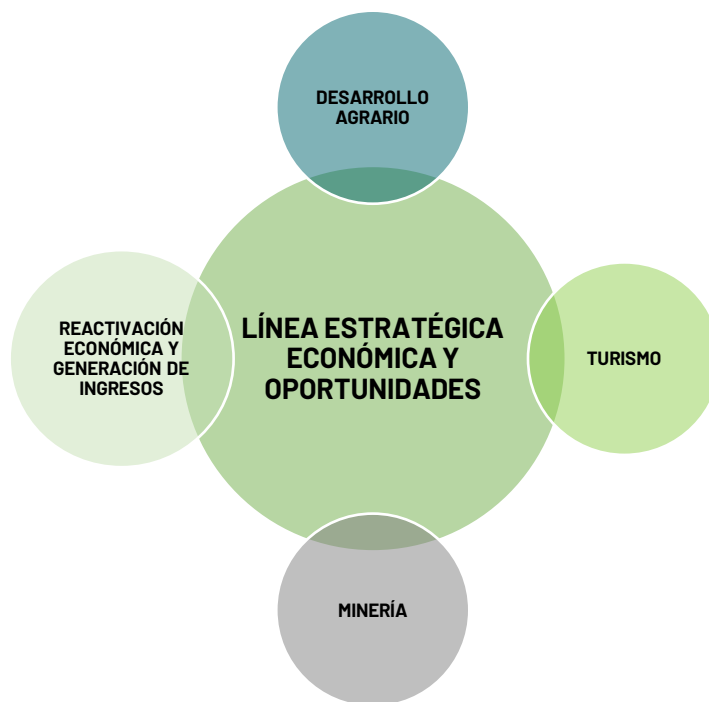 DESARROLLO
AGRARIO
REACTIVACIÓN
ECONÓMICA Y
GENERACIÓN DE
INGRESOS
LÍNEA ESTRATÉGICA
ECONÓMICA Y
OPORTUNIDADES
TURISMO
MINERÍA